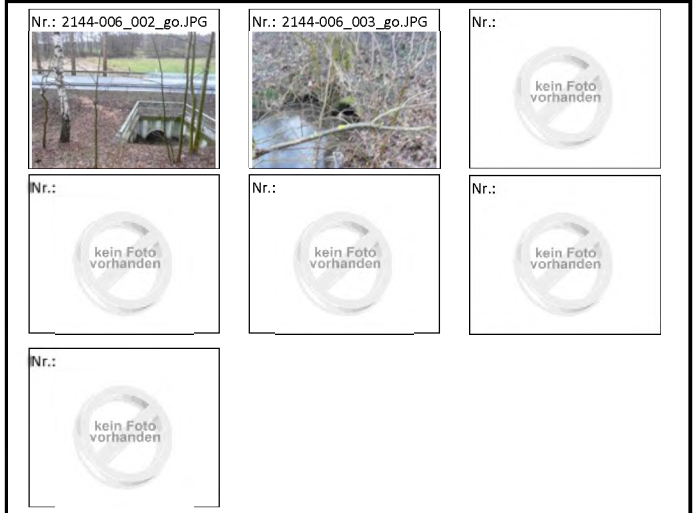 Nr.: 2144-006_002_go.JPG
Nr.: 2144-006_003_go.JPG
Nr.:
kein Foto
vorhanden
Nr.:
kein Foto
vorhanden
Nr.:
kein Foto
vorhanden
Nr.:
kein Foto
vorhanden
Nr.:
kein Foto
vorhanden